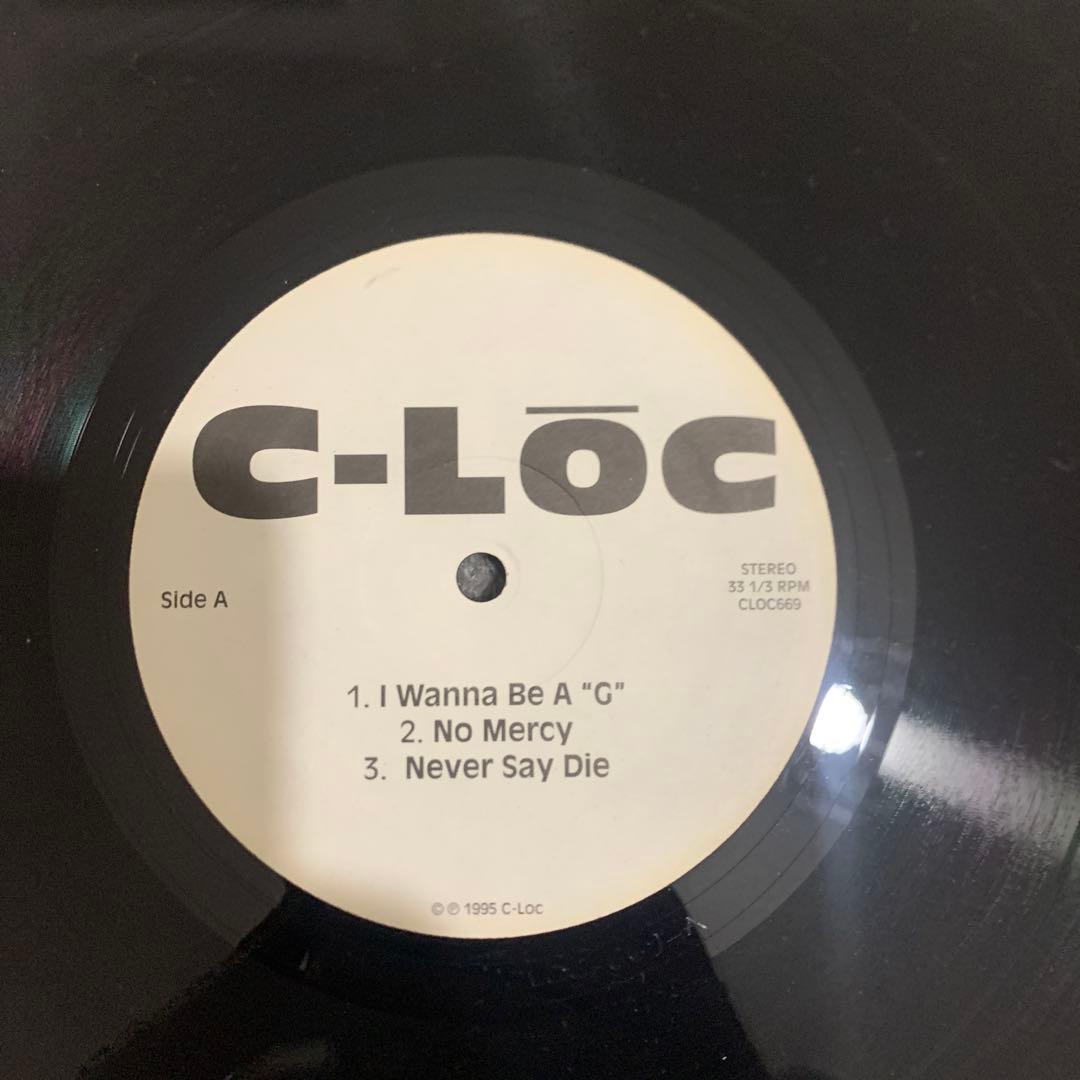 C-LŌC
Side A
STEREO
33 1/3 RPM
CLOC669
1. I Wanna Be A "G"
2. No Mercy
3. Never Say Die
© ℗ 1995 C-Loc